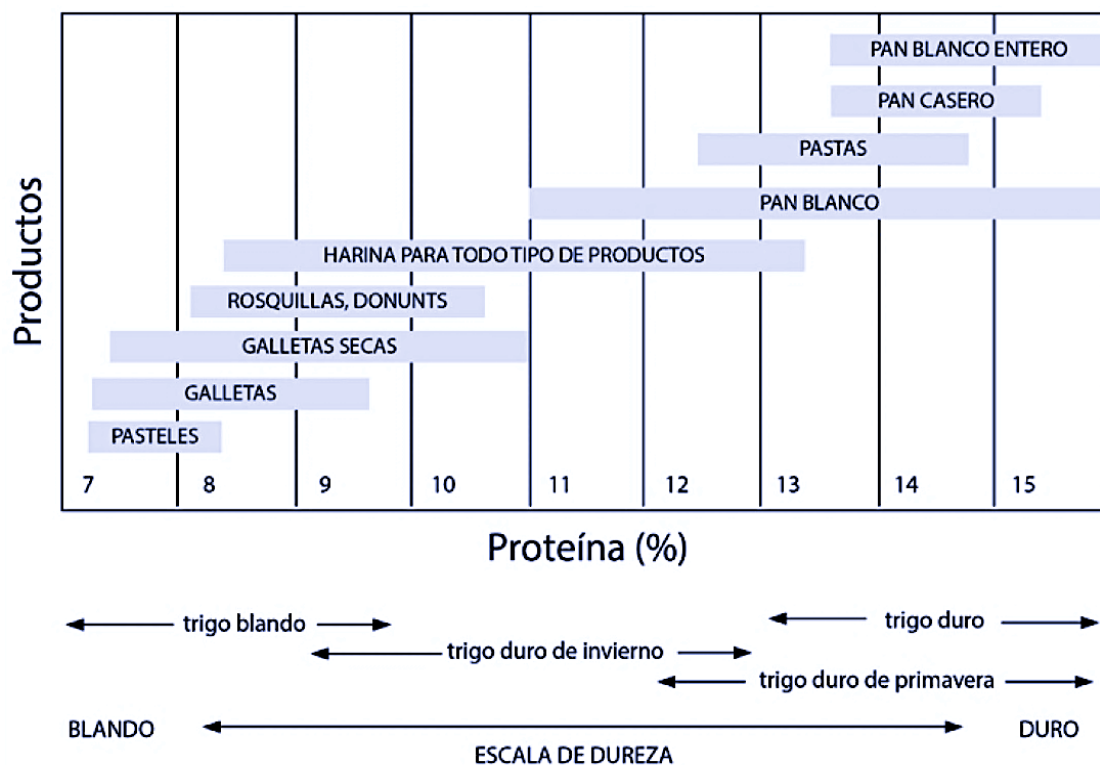 Productos
PAN BLANCO ENTERO
PAN CASERO
PASTAS
PAN BLANCO
HARINA PARA TODO TIPO DE PRODUCTOS
ROSQUILLAS, DONUNTS
GALLETAS SECAS
GALLETAS
PASTELES
7 8 9 10 11 12 13 14 15
Proteína (%)
trigo blando
trigo duro
trigo duro de invierno
trigo duro de primavera
BLANDO
DURO
ESCALA DE DUREZA